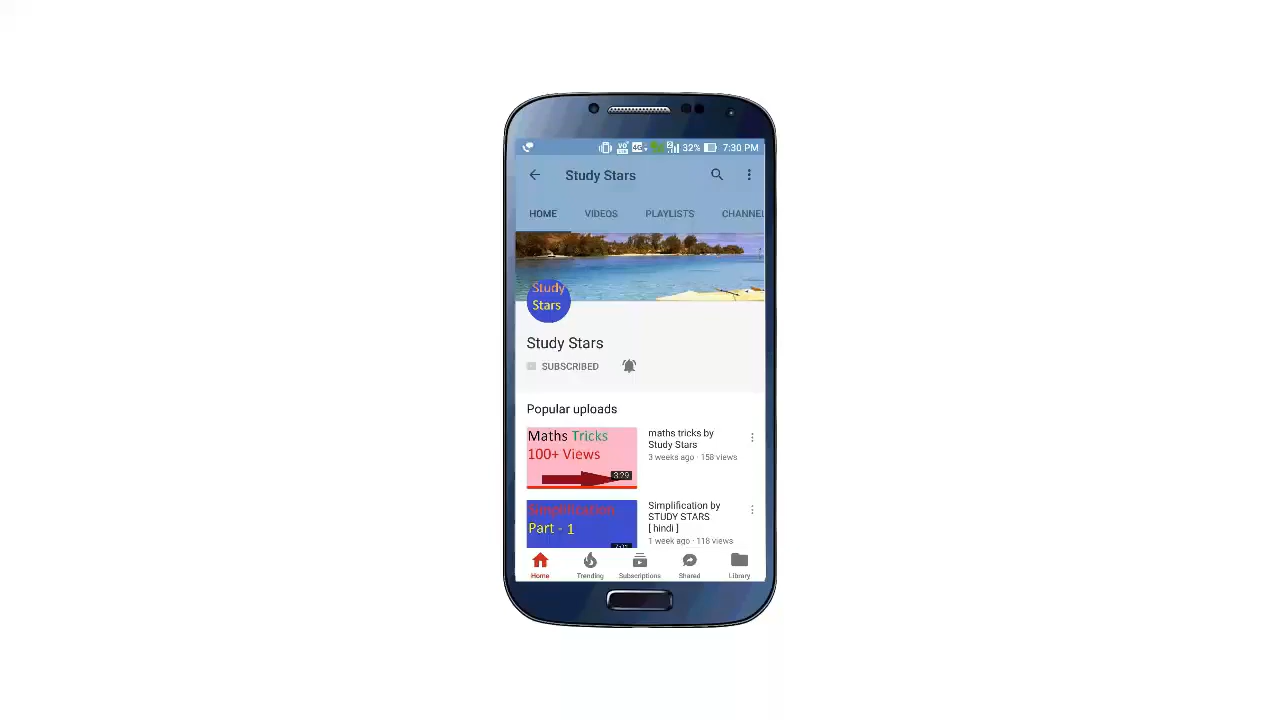 32% 7:30 PM
Study Stars
HOME VIDEOS PLAYLISTS CHANNEL
Study
Stars
Study Stars
SUBSCRIBED
Popular uploads
Maths Tricks
100+ Views
3:29
maths tricks by
Study Stars
3 weeks ago · 158 views
Simplification
Part - 1
Simplification by
STUDY STARS
[ hindi ]
1 week ago · 118 views
Home Trending Subscriptions Shared Library